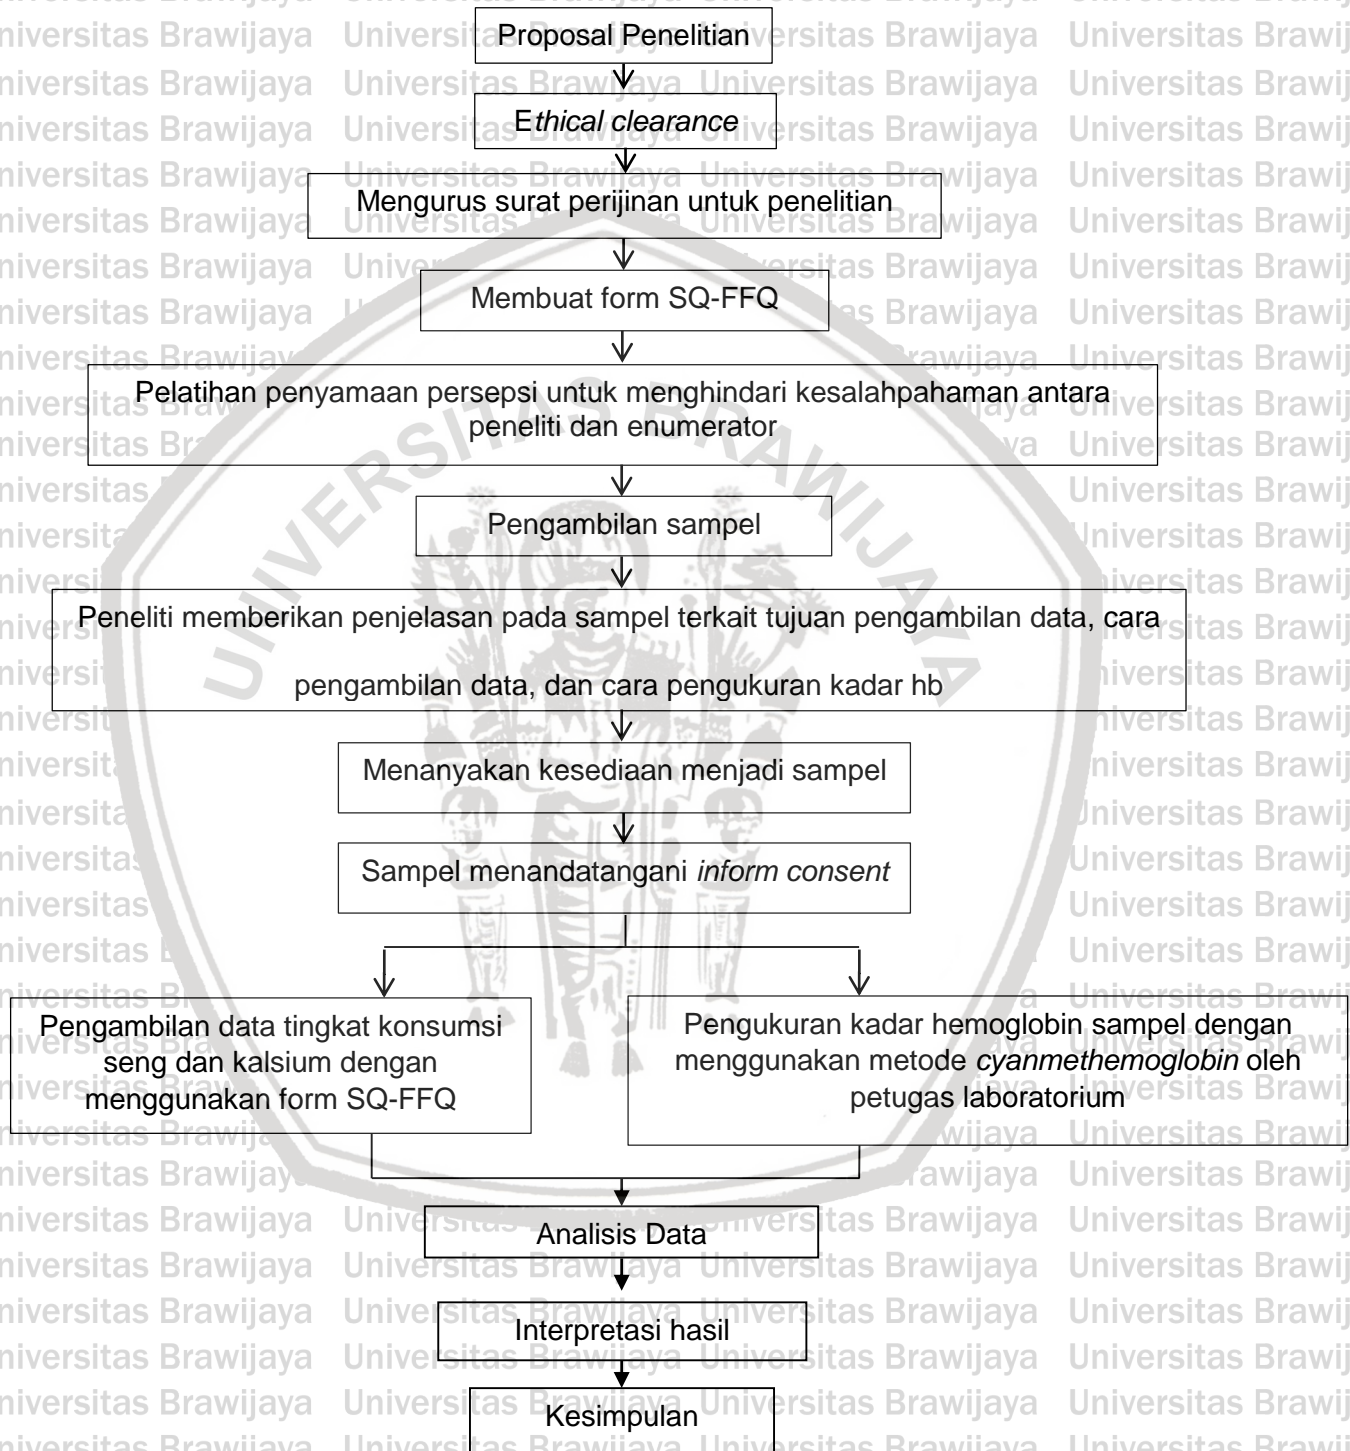 Proposal Penelitian
Ethical clearance
Mengurus surat perijinan untuk penelitian
Membuat form SQ-FFQ
Pelatihan penyamaan persepsi untuk menghindari kesalahpahaman antara
peneliti dan enumerator
Pengambilan sampel
Peneliti memberikan penjelasan pada sampel terkait tujuan pengambilan data, cara
pengambilan data, dan cara pengukuran kadar hb
Menanyakan kesediaan menjadi sampel
Sampel menandatangani inform consent
Pengambilan data tingkat konsumsi
seng dan kalsium dengan
menggunakan form SQ-FFQ
Pengukuran kadar hemoglobin sampel dengan
menggunakan metode cyanmethemoglobin oleh
petugas laboratorium
Analisis Data
Interpretasi hasil
Kesimpulan
UNIVERSITAS BRAWIJAYA